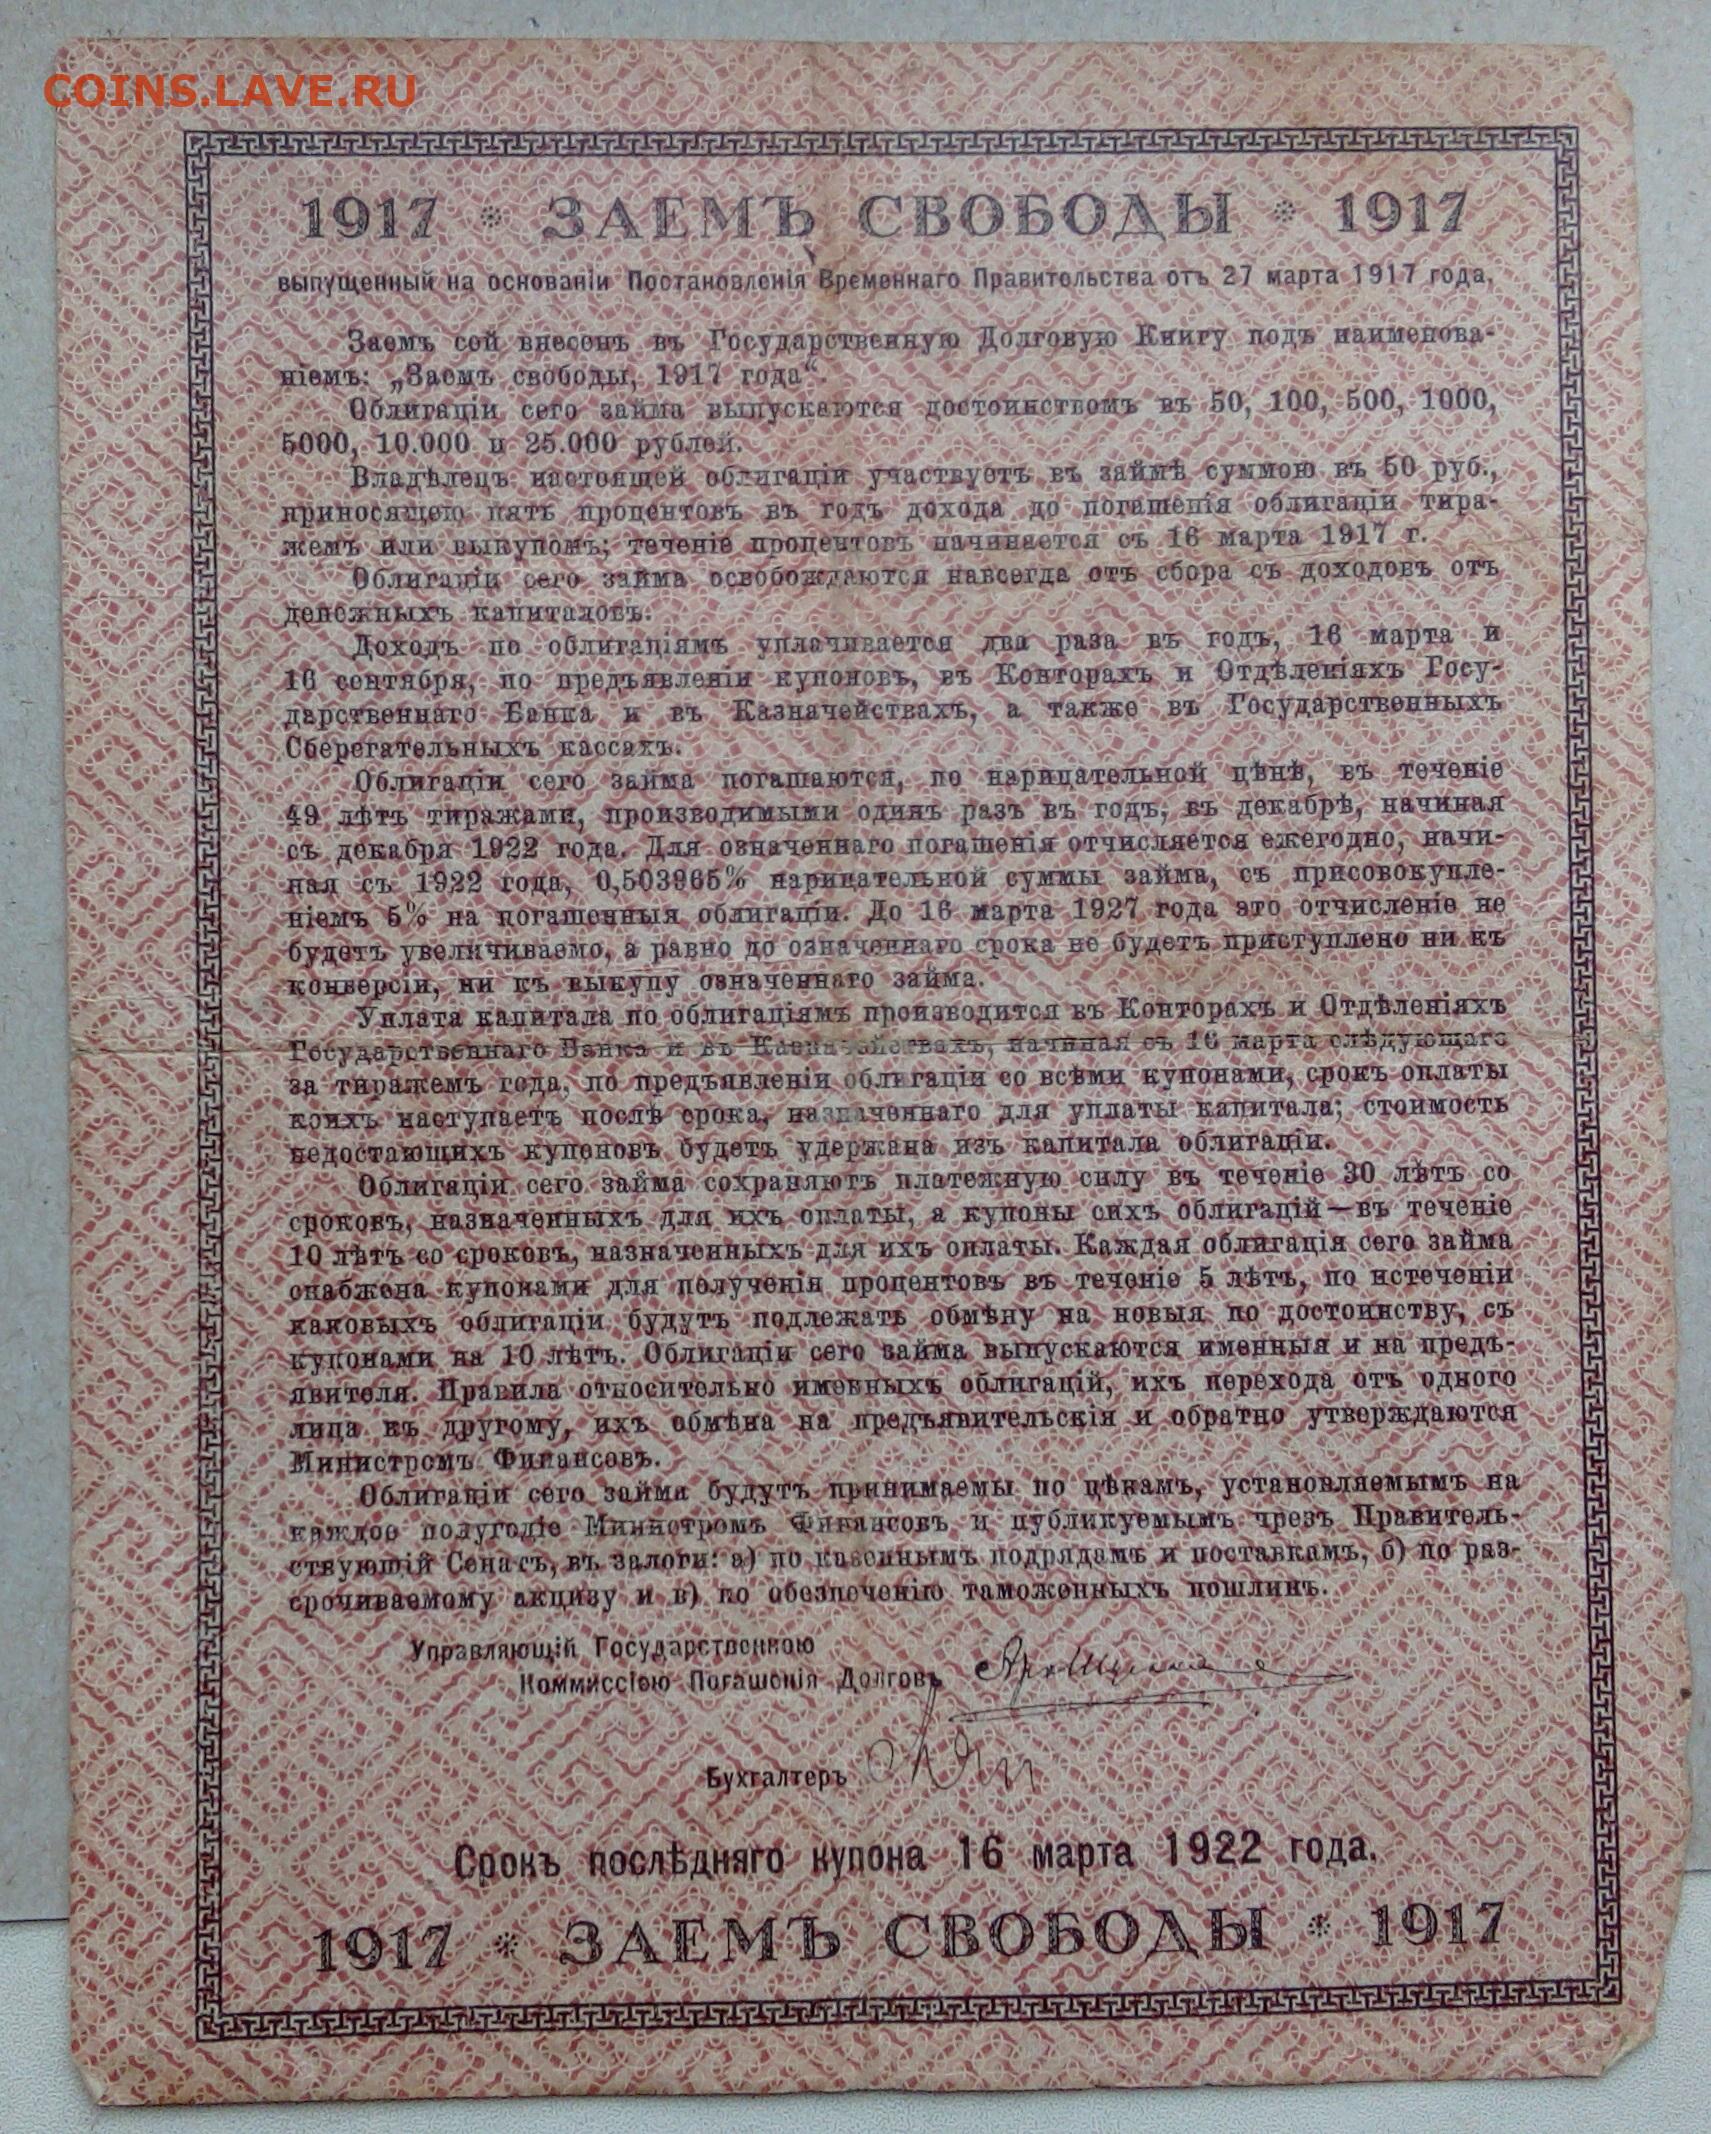 COINS.LAVE.RU
1917 * ЗАЕМЪ СВОБОДЫ * 1917
выпущенный на основаніи Постановленія Временнаго Правительства отъ 27 марта 1917 года.
Заемъ сей внесенъ въ Государственную Долговую Книгу подъ наименова-
ніемъ: „Заемъ свободы, 1917 года“.
Облигаціи сего займа выпускаются достоинствомъ въ 50, 100, 500, 1000,
5000, 10.000 и 25.000 рублей.
Владѣлецъ настоящей облигаціи участвуетъ въ займѣ суммою въ 50 руб.,
приносящею пять процентовъ въ годъ дохода до погашенія облигаціи тира-
жемъ или выкупомъ; теченіе процентовъ начинается съ 16 марта 1917 г.
Облигаціи сего займа освобождаются навсегда отъ сбора съ доходовъ отъ
денежныхъ капиталовъ.
Доходъ по облигаціямъ уплачивается два раза въ годъ, 16 марта и
16 сентября, по предъявленіи купоновъ, въ Конторахъ и Отдѣленіяхъ Госу-
дарственнаго Банка и въ Казначействахъ, а также въ Государственныхъ
Сберегательныхъ кассахъ.
Облигаціи сего займа погашаются, по нарицательной цѣнѣ, въ теченіе
49 лѣтъ тиражами, производимыми одинъ разъ въ годъ, въ декабрѣ, начиная
съ декабря 1922 года. Для означеннаго погашенія отчисляется ежегодно, начи-
ная съ 1922 года, 0,503965% нарицательной суммы займа, съ присовокупле-
ніемъ 5% на погашенныя облигаціи. До 16 марта 1927 года это отчисленіе не
будетъ увеличиваемо, а равно до означеннаго срока не будетъ приступлено ни къ
конверсіи, ни къ выкупу означеннаго займа.
Уплата капитала по облигаціямъ производится въ Конторахъ и Отдѣленіяхъ
Государственнаго Банка и въ Казначействахъ, начиная съ 16 марта слѣдующаго
за тиражемъ года, по предъявленіи облигаціи со всѣми купонами, срокъ оплаты
коихъ наступаетъ послѣ срока, назначеннаго для уплаты капитала; стоимость
недостающихъ купоновъ будетъ удержана изъ капитала облигаціи.
Облигаціи сего займа сохраняютъ платежную силу въ теченіе 30 лѣтъ со
сроковъ, назначенныхъ для ихъ оплаты, а купоны сихъ облигацій—въ теченіе
10 лѣтъ со сроковъ, назначенныхъ для ихъ оплаты. Каждая облигація сего займа
снабжена купонами для полученія процентовъ въ теченіе 5 лѣтъ, по истеченіи
каковыхъ облигаціи будутъ подлежать обмѣну на новыя по достоинству, съ
купонами на 10 лѣтъ. Облигаціи сего займа выпускаются именныя и на предъ-
явителя. Правила относительно именныхъ облигацій, ихъ перехода отъ одного
лица къ другому, ихъ обмѣна на предъявительскія и обратно утверждаются
Министромъ Финансовъ.
Облигаціи сего займа будутъ принимаемы по цѣнамъ, установляемымъ на
каждое полугодіе Министромъ Финансовъ и публикуемымъ чрезъ Правитель-
ствующій Сенатъ, въ залоги: а) по казеннымъ подрядамъ и поставкамъ, б) по раз-
срочиваемому акцизу и в) по обезпеченію таможенныхъ пошлинъ.
Управляющій Государственною
Коммиссіею Погашенія Долговъ
Бухгалтеръ
Срокъ послѣдняго купона 16 марта 1922 года.
1917 * ЗАЕМЪ СВОБОДЫ * 1917